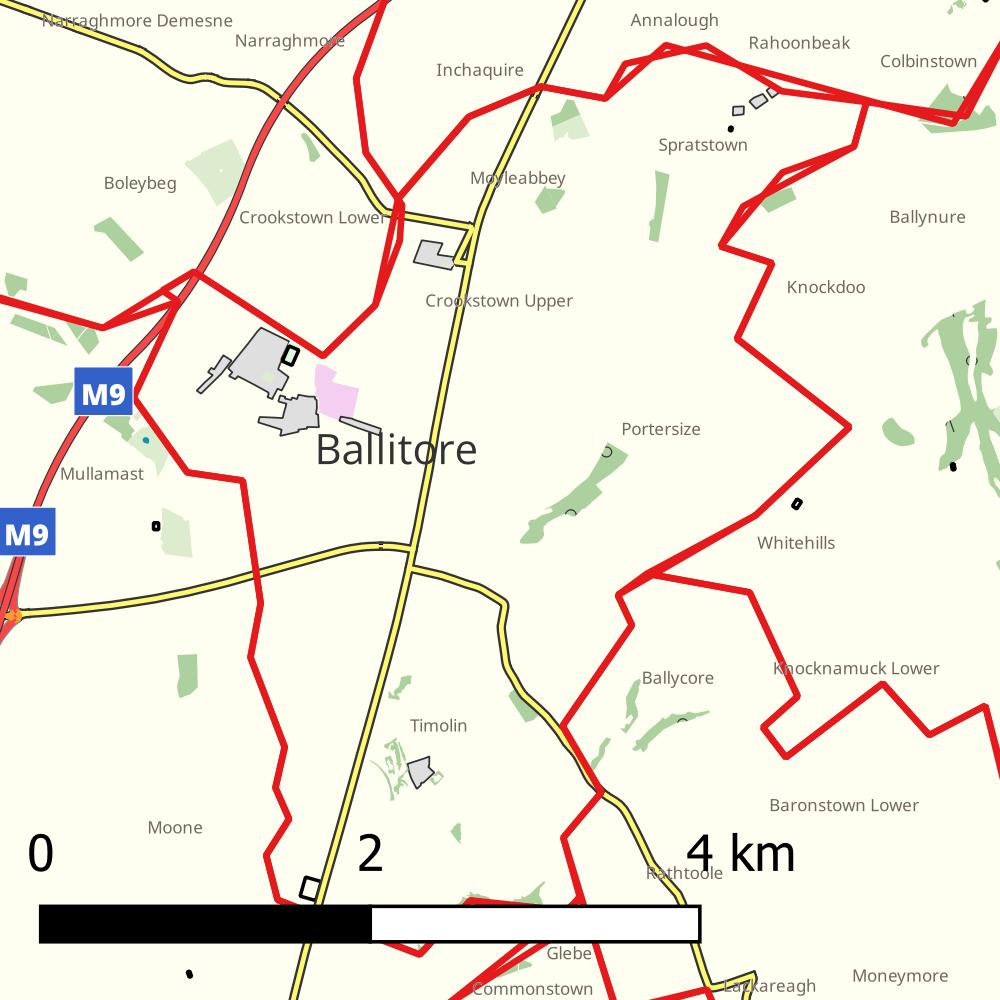 Narraghmore Demesne
Annalough
Narraghmore
Rahoonbeak
Inchaquire
Colbinstown
Spratstown
Moyleabbey
Boleybeg
Crookstown Lower
Ballynure
Knockdoo
Crookstown Upper
M9
Portersize
Ballitore
Mullamast
M9
Whitehills
Knocknamuck Lower
Ballycore
Timolin
Baronstown Lower
Moone
0 2 4 km
Rathtoole
Glebe
Moneymore
Lackareagh
Commonstown